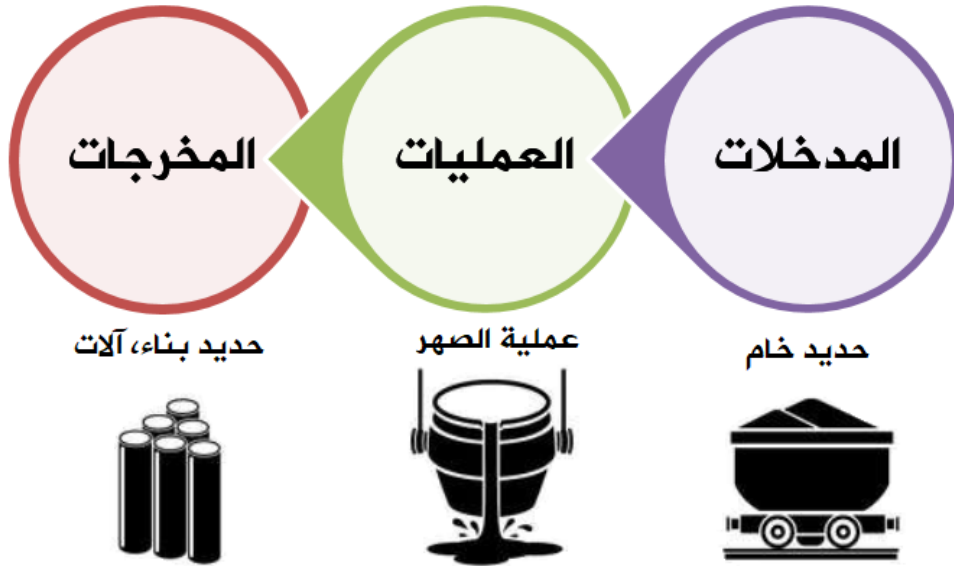 المدخلات
العمليات
المخرجات
حديد خام
عملية الصهر
حديد بناء، آلات